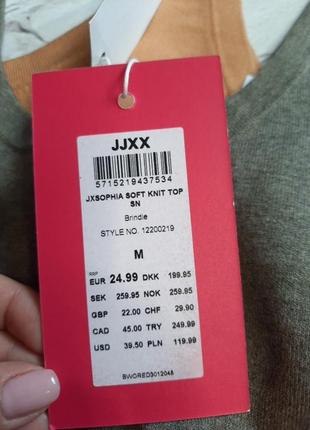 JJXX
5715219437534
JXSOPHIA SOFT KNIT TOP
SN
Brindle
STYLE NO. 12200219
M
RRP
EUR 24.99 DKK 199.95
SEK 259.95 NOK 259.95
GBP 22.00 CHF 29.90
CAD 45.00 TRY 249.99
USD 39.50 PLN 119.99
BWORED3012048